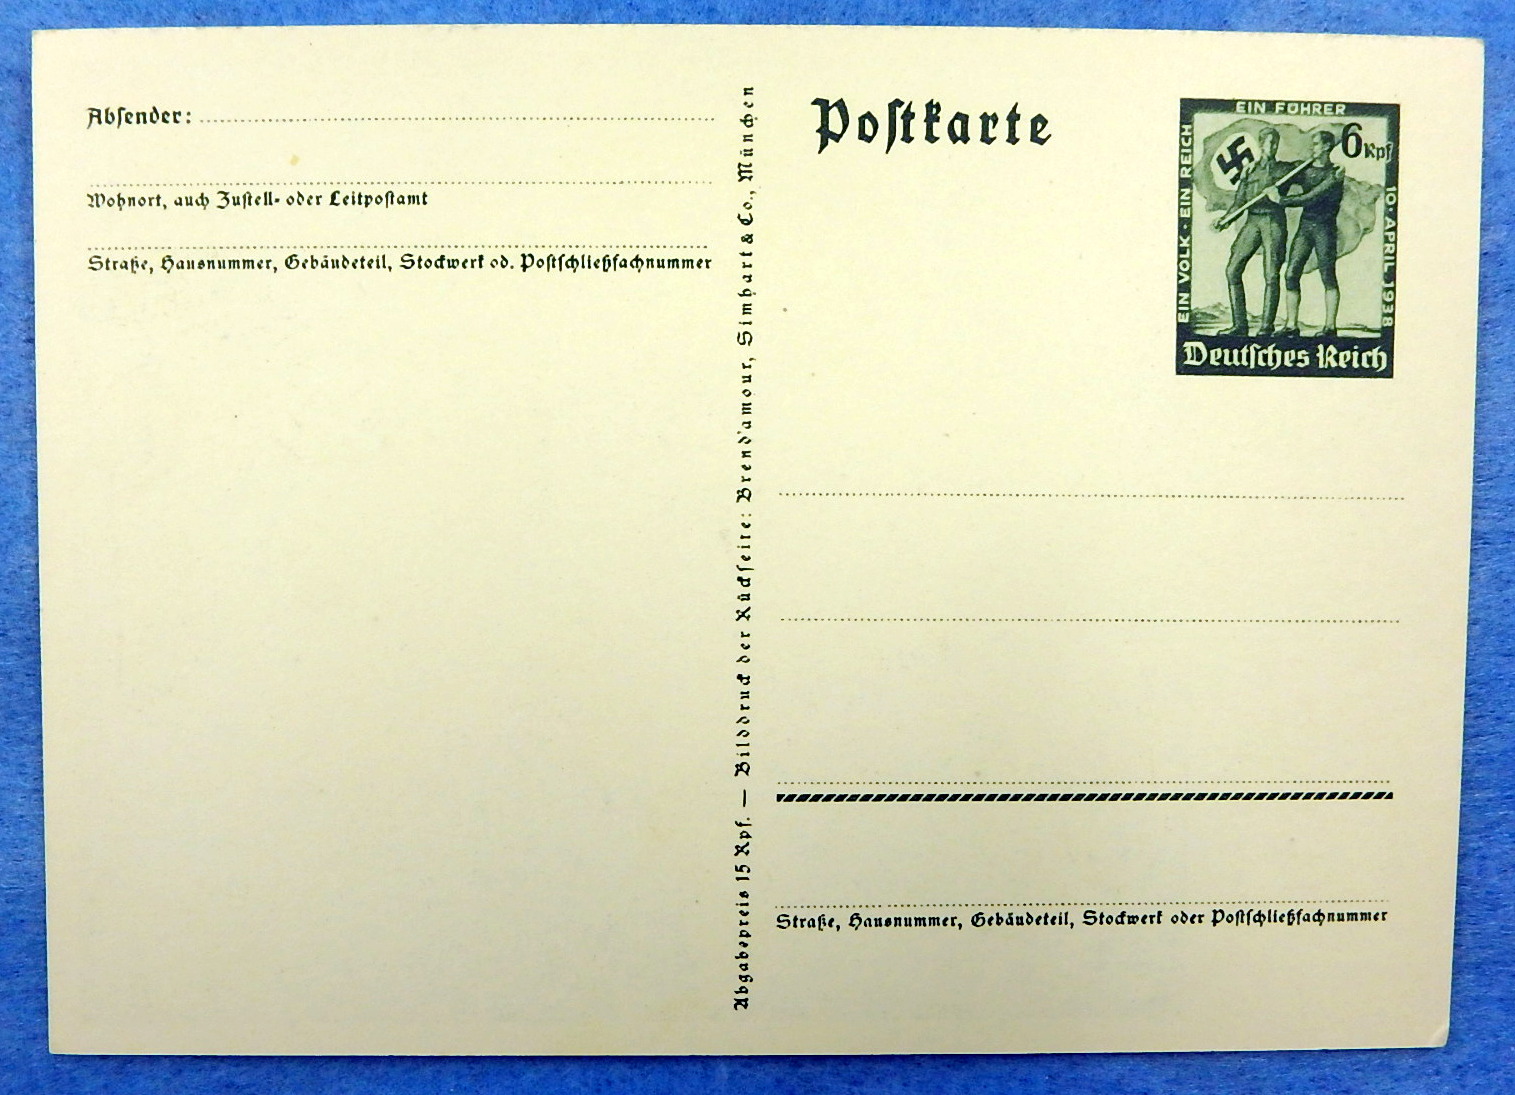 Absender:
Wohnort, auch Zustell- oder Leitpostamt
Straße, Hausnummer, Gebäudeteil, Stockwerk od. Postschließfachnummer
Abgabepreis 15 Rpf. — Bilddruck der Rückseite: Brend'amour, Simhart & Co., München
Postkarte
EIN VOLK · EIN REICH
EIN FÜHRER
10. APRIL 1938
6 Rpf
Deutsches Reich
Straße, Hausnummer, Gebäudeteil, Stockwerk oder Postschließfachnummer